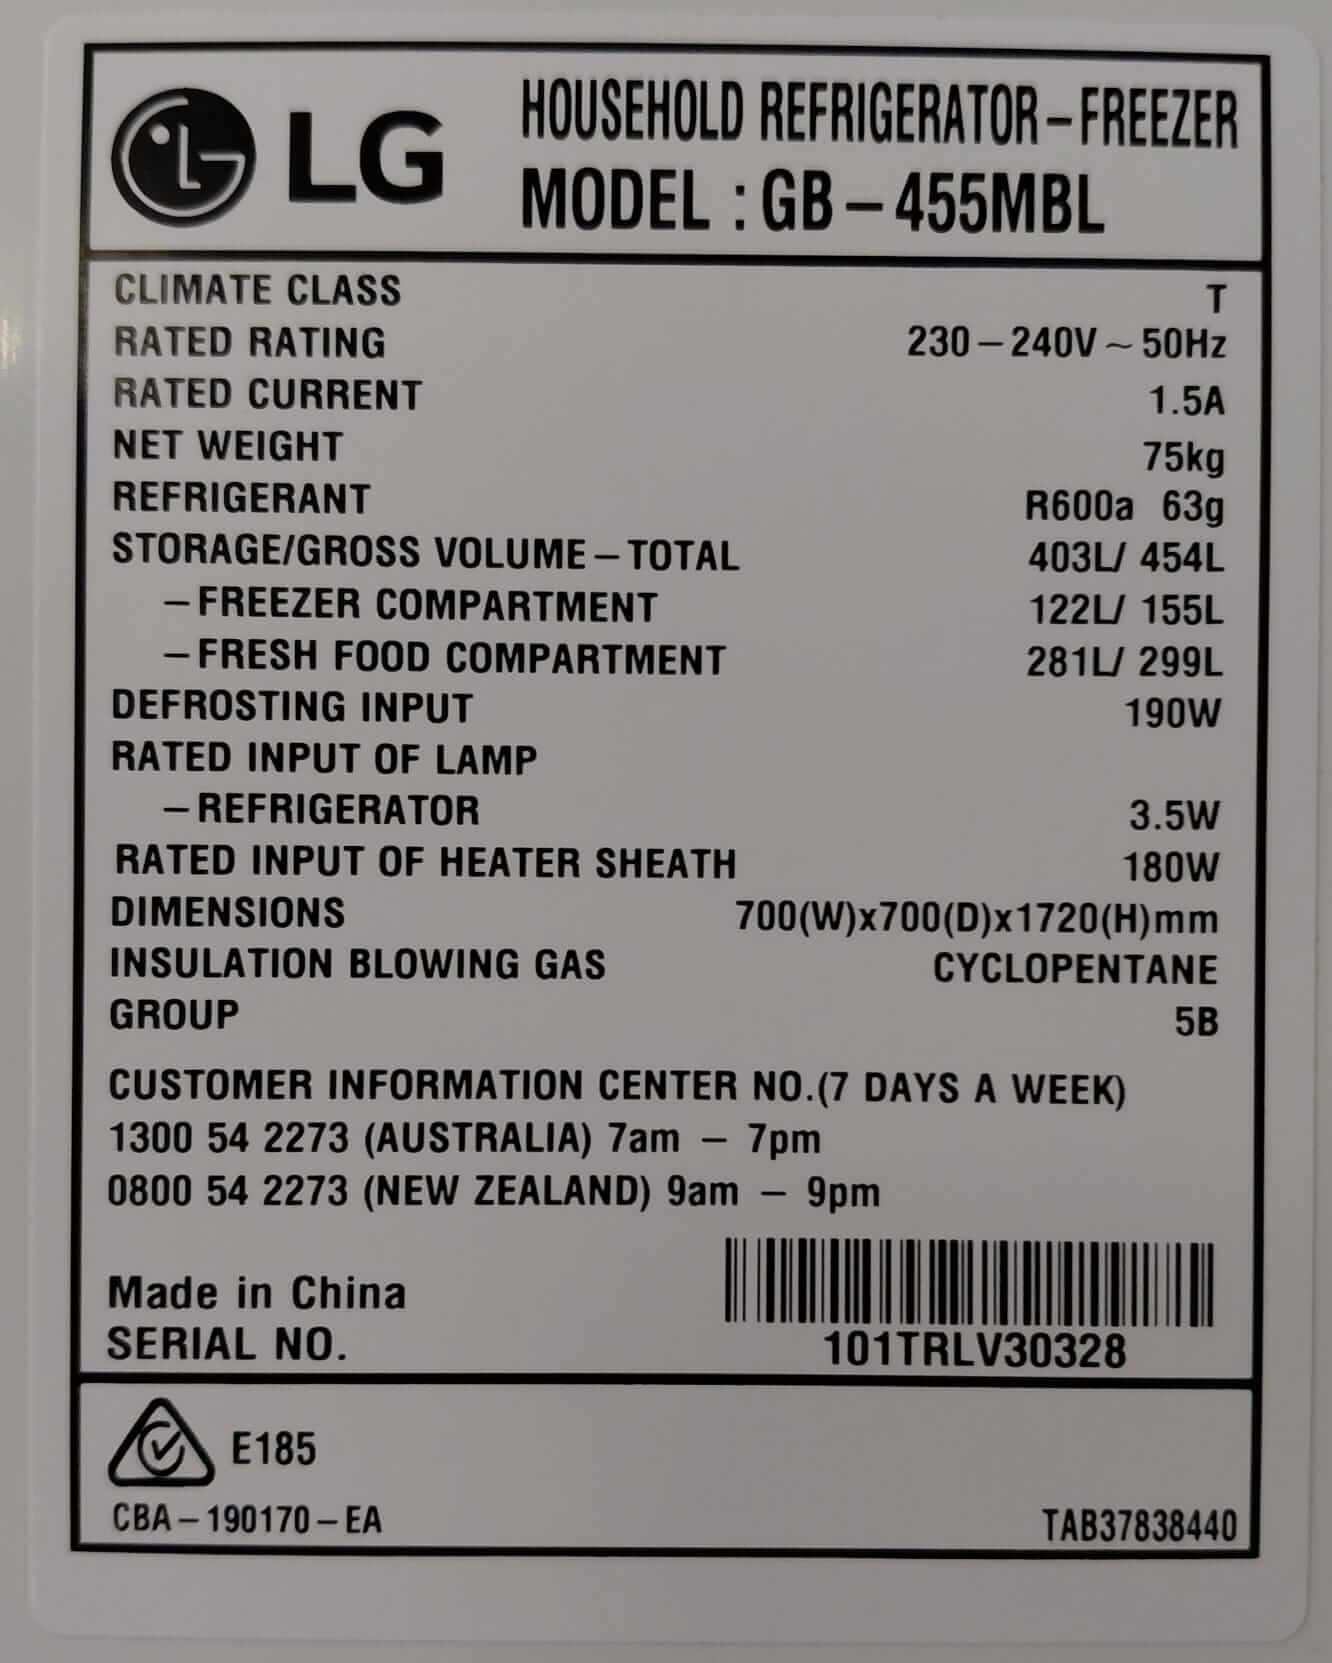 LG
HOUSEHOLD REFRIGERATOR-FREEZER
MODEL : GB-455MBL
CLIMATE CLASS T
RATED RATING 230-240V~50Hz
RATED CURRENT 1.5A
NET WEIGHT 75kg
REFRIGERANT R600a 63g
STORAGE/GROSS VOLUME-TOTAL 403L/ 454L
-FREEZER COMPARTMENT 122L/ 155L
-FRESH FOOD COMPARTMENT 281L/ 299L
DEFROSTING INPUT 190W
RATED INPUT OF LAMP
-REFRIGERATOR 3.5W
RATED INPUT OF HEATER SHEATH 180W
DIMENSIONS 700(W)x700(D)x1720(H)mm
INSULATION BLOWING GAS CYCLOPENTANE
GROUP 5B
CUSTOMER INFORMATION CENTER NO.(7 DAYS A WEEK)
1300 54 2273 (AUSTRALIA) 7am - 7pm
0800 54 2273 (NEW ZEALAND) 9am - 9pm
Made in China
SERIAL NO. 101TRLV30328
E185
CBA-190170-EA TAB37838440